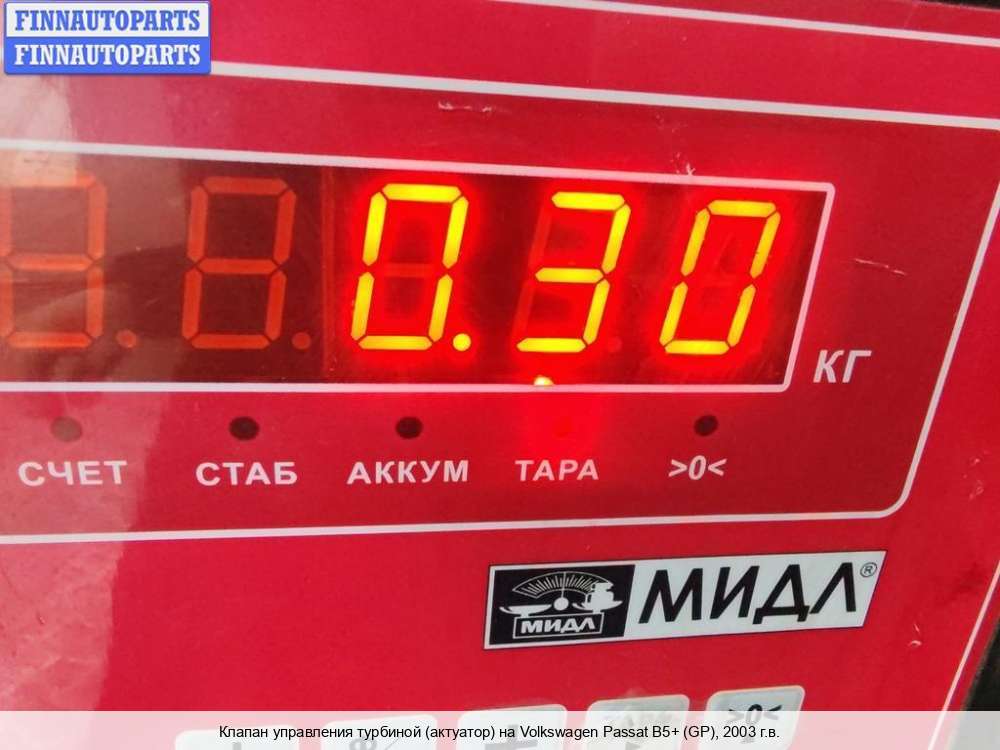 FINNAUTOPARTS
FINNAUTOPARTS
0.30
КГ
СЧЕТ СТАБ АККУМ ТАРА >0<
МИДЛ МИДЛ®
>0<
Клапан управления турбиной (актуатор) на Volkswagen Passat B5+ (GP), 2003 г.в.